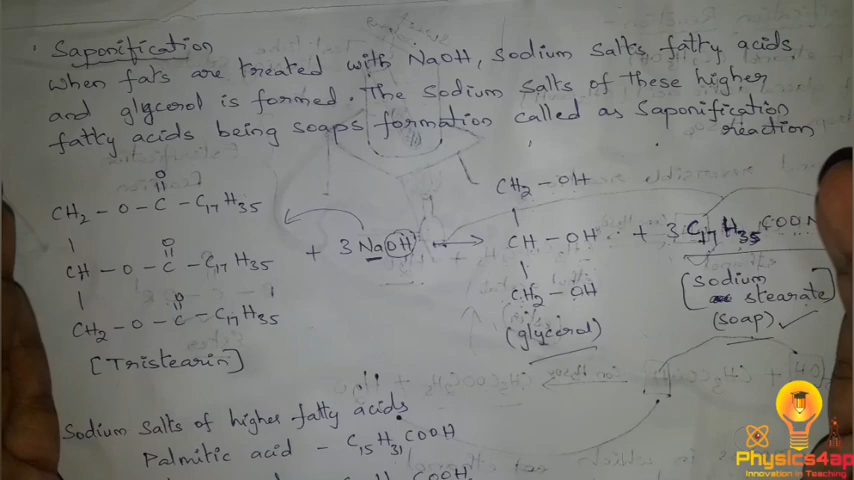 Saponification
When fats are treated with NaOH, sodium salts, fatty acids
and glycerol is formed. The sodium salts of these higher
fatty acids being soaps formation called as saponification
reaction
CH2 - O - C - C17H35
O
CH - O - C - C17H35
O
CH2 - O - C - C17H35
O
[Tristearin]
+ 3 NaOH →
CH2 - OH
CH - OH
CH2 - OH
(glycerol)
+ 3 C17H35COON
[sodium
stearate]
(soap) ✓
Sodium salts of higher fatty acids
Palmitic acid - C15H31COOH
COOH
Physics4ap
Innovation in Teaching